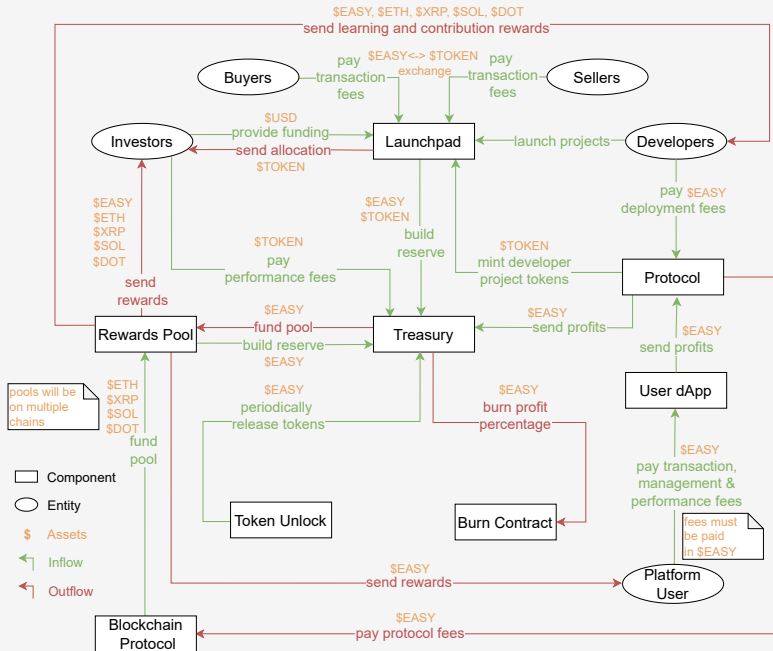 $EASY, $ETH, $XRP, $SOL, $DOT
send learning and contribution rewards
Buyers
pay
transaction
fees
$EASY<-> $TOKEN
exchange
pay
transaction
fees
Sellers
Investors
$USD
provide funding
send allocation
$TOKEN
Launchpad
launch projects
Developers
$EASY
$ETH
$XRP
$SOL
$DOT
send
rewards
$TOKEN
pay
performance fees
$EASY
$TOKEN
build
reserve
$TOKEN
mint developer
project tokens
pay $EASY
deployment fees
Protocol
Rewards Pool
$EASY
fund pool
build reserve
$EASY
Treasury
$EASY
send profits
$EASY
send profits
User dApp
pools will be
on multiple
chains
$ETH
$XRP
$SOL
$DOT
fund
pool
$EASY
periodically
release tokens
$EASY
burn profit
percentage
$EASY
pay transaction,
management &
performance fees
Component
Entity
$ Assets
Inflow
Outflow
Token Unlock
Burn Contract
fees must
be paid
in $EASY
$EASY
send rewards
Platform
User
Blockchain
Protocol
$EASY
pay protocol fees